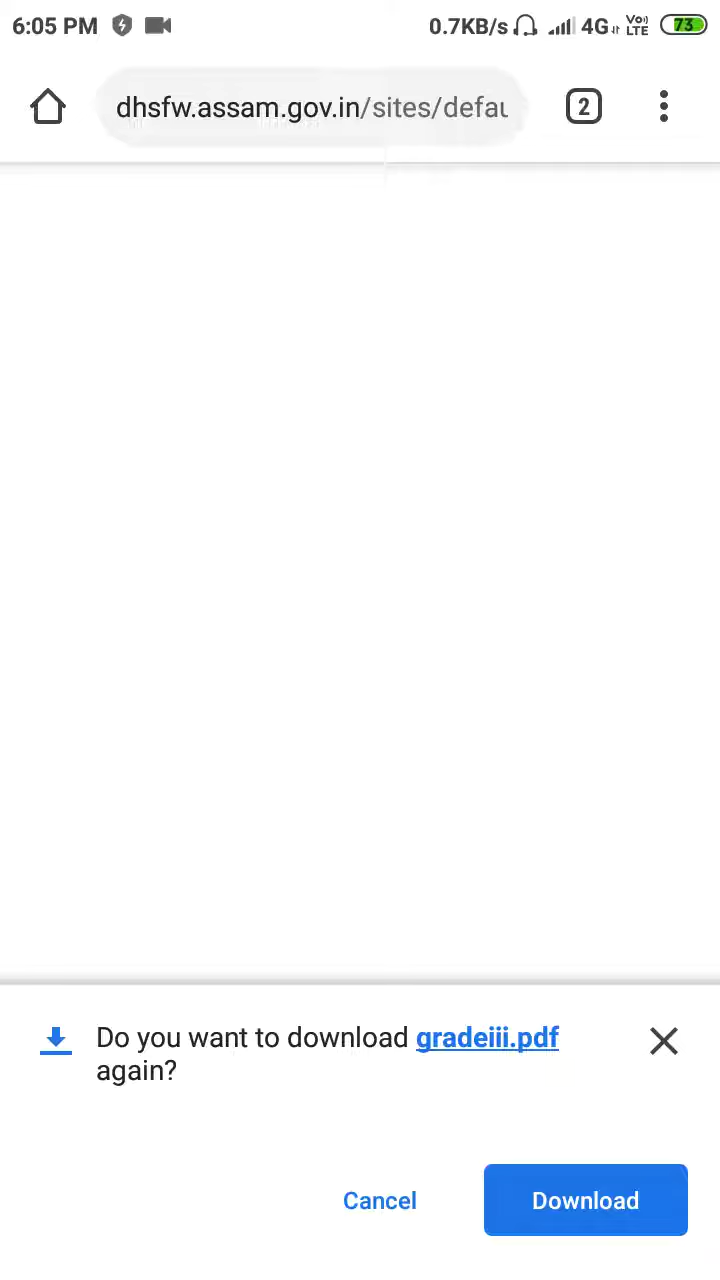 6:05 PM 0.7KB/s 4G Vo)) LTE 73
dhsfw.assam.gov.in/sites/defau 2
Do you want to download gradeiii.pdf
again?
Cancel Download